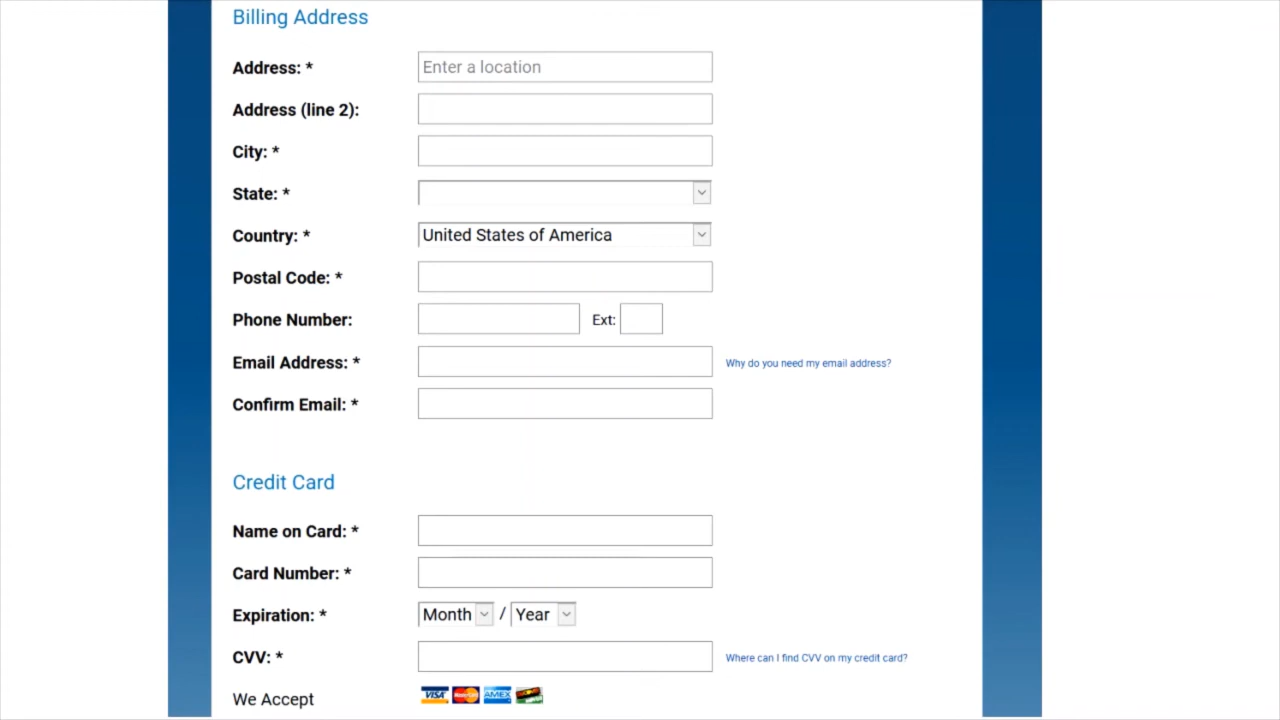 Billing Address
Address: * Enter a location
Address (line 2):
City: *
State: *
Country: * United States of America
Postal Code: *
Phone Number: Ext:
Email Address: * Why do you need my email address?
Confirm Email: *
Credit Card
Name on Card: *
Card Number: *
Expiration: * Month / Year
CVV: * Where can I find CVV on my credit card?
We Accept VISA MasterCard AMEX